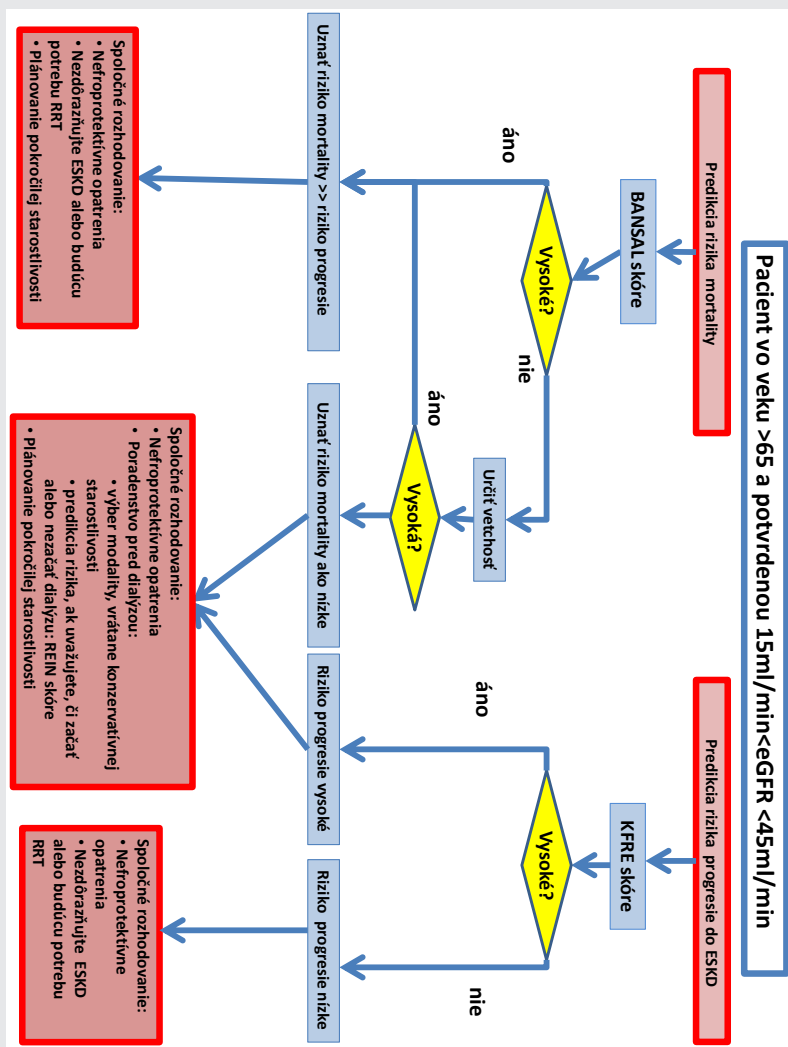 Pacient vo veku >65 a potvrdenou 15ml/min<eGFR <45ml/min
Predikcia rizika mortality
BANSAL skóre
Vysoké?
áno
nie
Určiť vetchosť
Vysoká?
áno
Uznať riziko mortality >> riziko progresie
Uznať riziko mortality ako nízke
Spoločné rozhodovanie:
• Nefroprotektívne opatrenia
• Nezdôrazňujte ESKD alebo budúcu
potrebu RRT
• Plánovanie pokročilej starostlivosti
Predikcia rizika progresie do ESKD
KFRE skóre
Vysoké?
áno
nie
Riziko progresie vysoké
Riziko progresie nízke
Spoločné rozhodovanie:
• Nefroprotektívne opatrenia
• Poradenstvo pred dialýzou:
• výber modality, vrátane konzervatívnej
starostlivosti
• predikcia rizika, ak uvažujete, či začať
alebo nezačať dialýzu: REIN skóre
• Plánovanie pokročilej starostlivosti
Spoločné rozhodovanie:
• Nefroprotektívne
opatrenia
• Nezdôrazňujte ESKD
alebo budúcu potrebu
RRT